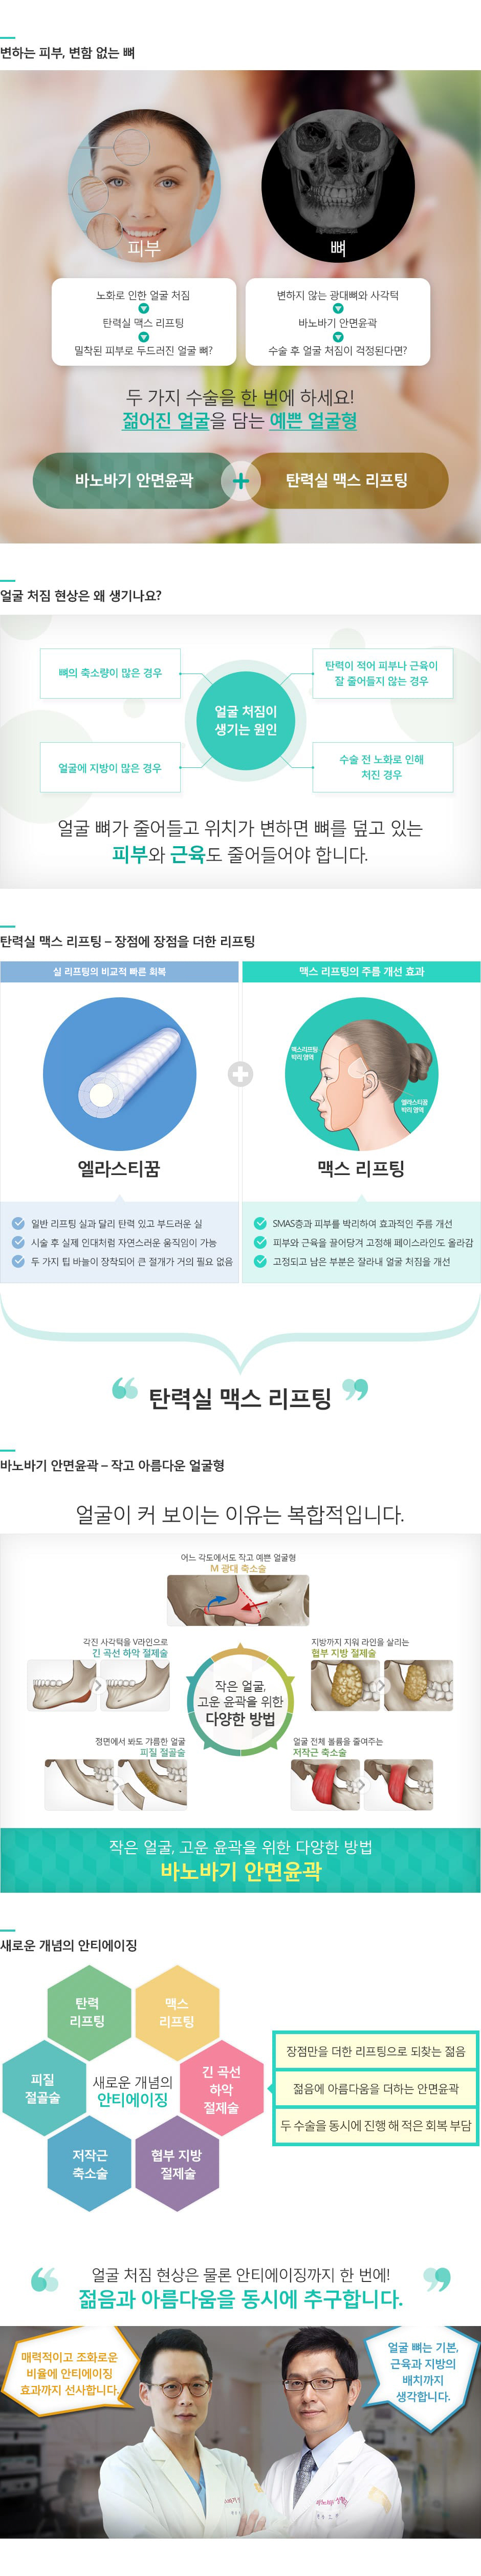 변하는 피부, 변함 없는 뼈
피부
뼈
노화로 인한 얼굴 처짐
탄력실 맥스 리프팅
밀착된 피부로 두드러진 얼굴 뼈?
변하지 않는 광대뼈와 사각턱
바노바기 안면윤곽
수술 후 얼굴 처짐이 걱정된다면?
두 가지 수술을 한 번에 하세요!
젊어진 얼굴을 담는 예쁜 얼굴형
바노바기 안면윤곽
+
탄력실 맥스 리프팅
얼굴 처짐 현상은 왜 생기나요?
뼈의 축소량이 많은 경우
탄력이 적어 피부나 근육이
잘 줄어들지 않는 경우
얼굴 처짐이
생기는 원인
얼굴에 지방이 많은 경우
수술 전 노화로 인해
처진 경우
얼굴 뼈가 줄어들고 위치가 변하면 뼈를 덮고 있는
피부와 근육도 줄어들어야 합니다.
탄력실 맥스 리프팅 – 장점에 장점을 더한 리프팅
실 리프팅의 비교적 빠른 회복
맥스 리프팅의 주름 개선 효과
맥스리프팅
박리 영역
엘라스티꿈
박리 영역
엘라스티꿈
맥스 리프팅
일반 리프팅 실과 달리 탄력 있고 부드러운 실
시술 후 실제 인대처럼 자연스러운 움직임이 가능
두 가지 팁 바늘이 장착되어 큰 절개가 거의 필요 없음
SMAS층과 피부를 박리하여 효과적인 주름 개선
피부와 근육을 끌어당겨 고정해 페이스라인도 올라감
고정되고 남은 부분은 잘라내 얼굴 처짐을 개선
“ 탄력실 맥스 리프팅 ”
바노바기 안면윤곽 – 작고 아름다운 얼굴형
얼굴이 커 보이는 이유는 복합적입니다.
어느 각도에서도 작고 예쁜 얼굴형
M 광대 축소술
각진 사각턱을 V라인으로
긴 곡선 하악 절제술
지방까지 지워 라인을 살리는
협부 지방 절제술
작은 얼굴,
고운 윤곽을 위한
다양한 방법
정면에서 봐도 갸름한 얼굴
피질 절골술
얼굴 전체 볼륨을 줄여주는
저작근 축소술
작은 얼굴, 고운 윤곽을 위한 다양한 방법
바노바기 안면윤곽
새로운 개념의 안티에이징
탄력
리프팅
맥스
리프팅
피질
절골술
새로운 개념의
안티에이징
긴 곡선
하악
절제술
저작근
축소술
협부 지방
절제술
장점만을 더한 리프팅으로 되찾는 젊음
젊음에 아름다움을 더하는 안면윤곽
두 수술을 동시에 진행 해 적은 회복 부담
“ 얼굴 처짐 현상은 물론 안티에이징까지 한 번에! ”
젊음과 아름다움을 동시에 추구합니다.
매력적이고 조화로운
비율에 안티에이징
효과까지 선사합니다.
얼굴 뼈는 기본,
근육과 지방의
배치까지
생각합니다.